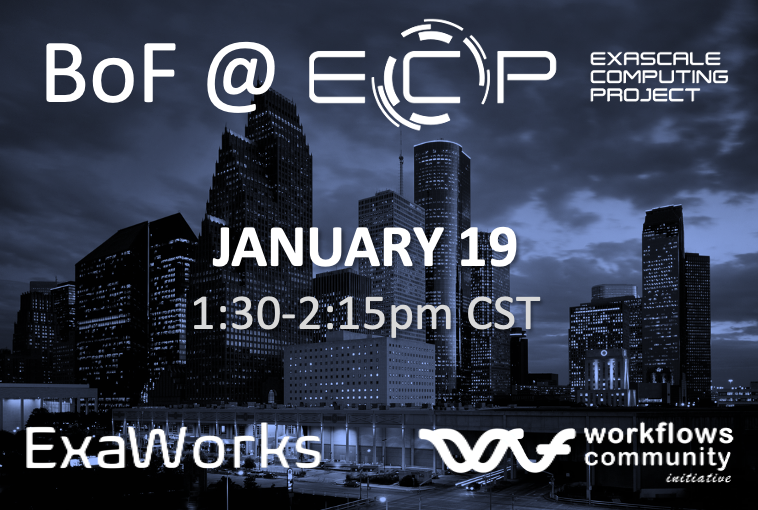 BoF @ ECP
EXASCALE
COMPUTING
PROJECT
JANUARY 19
1:30-2:15pm CST
ExaWorks
workflows
community
initiative